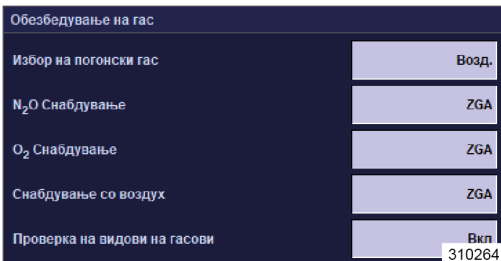 Обезбедување на гас
Избор на погонски гас Возд.
N₂O Снабдување ZGA
O₂ Снабдување ZGA
Снабдување со воздух ZGA
Проверка на видови на гасови Вкл
310264